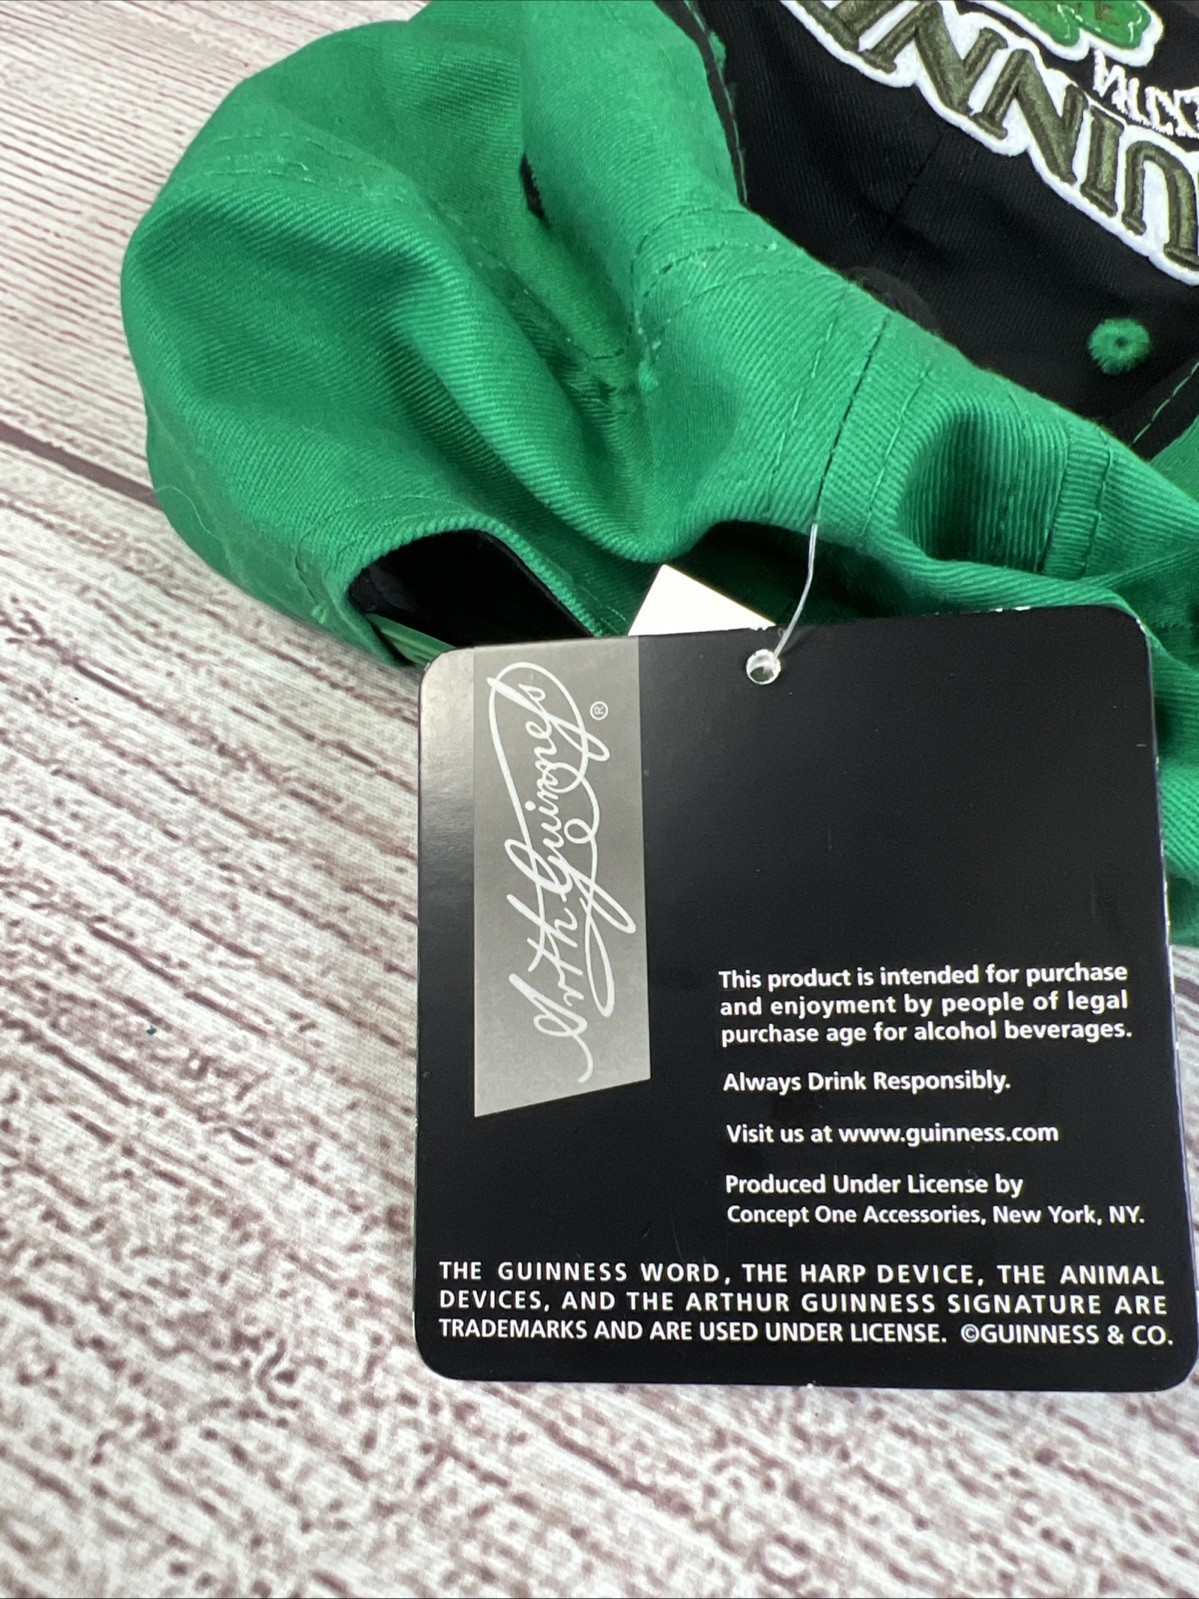 Arth Guinness ®
This product is intended for purchase
and enjoyment by people of legal
purchase age for alcohol beverages.
Always Drink Responsibly.
Visit us at www.guinness.com
Produced Under License by
Concept One Accessories, New York, NY.
THE GUINNESS WORD, THE HARP DEVICE, THE ANIMAL
DEVICES, AND THE ARTHUR GUINNESS SIGNATURE ARE
TRADEMARKS AND ARE USED UNDER LICENSE. ©GUINNESS & CO.